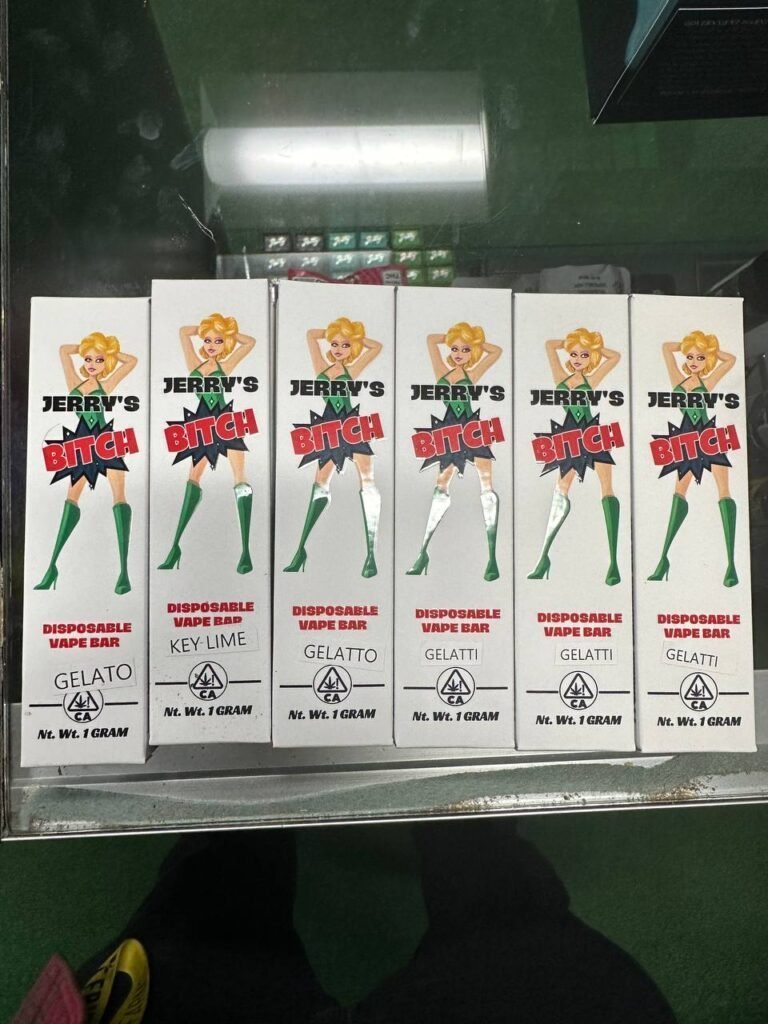 JERRY'S
BITCH
DISPOSABLE
VAPE BAR
GELATO
CA
Nt. Wt. 1 GRAM
JERRY'S
BITCH
DISPOSABLE
VAPE BAR
KEY LIME
CA
Nt. Wt. 1 GRAM
JERRY'S
BITCH
DISPOSABLE
VAPE BAR
GELATTO
CA
Nt. Wt. 1 GRAM
JERRY'S
BITCH
DISPOSABLE
VAPE BAR
GELATTI
CA
Nt. Wt. 1 GRAM
JERRY'S
BITCH
DISPOSABLE
VAPE BAR
GELATTI
CA
Nt. Wt. 1 GRAM
JERRY'S
BITCH
DISPOSABLE
VAPE BAR
GELATTI
CA
Nt. Wt. 1 GRAM